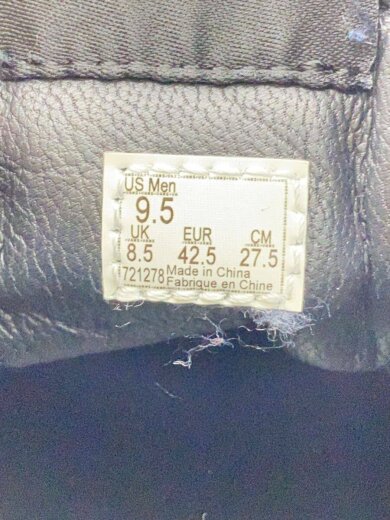 US Men
9.5
UK EUR CM
8.5 42.5 27.5
721278 Made in China
Fabrique en Chine